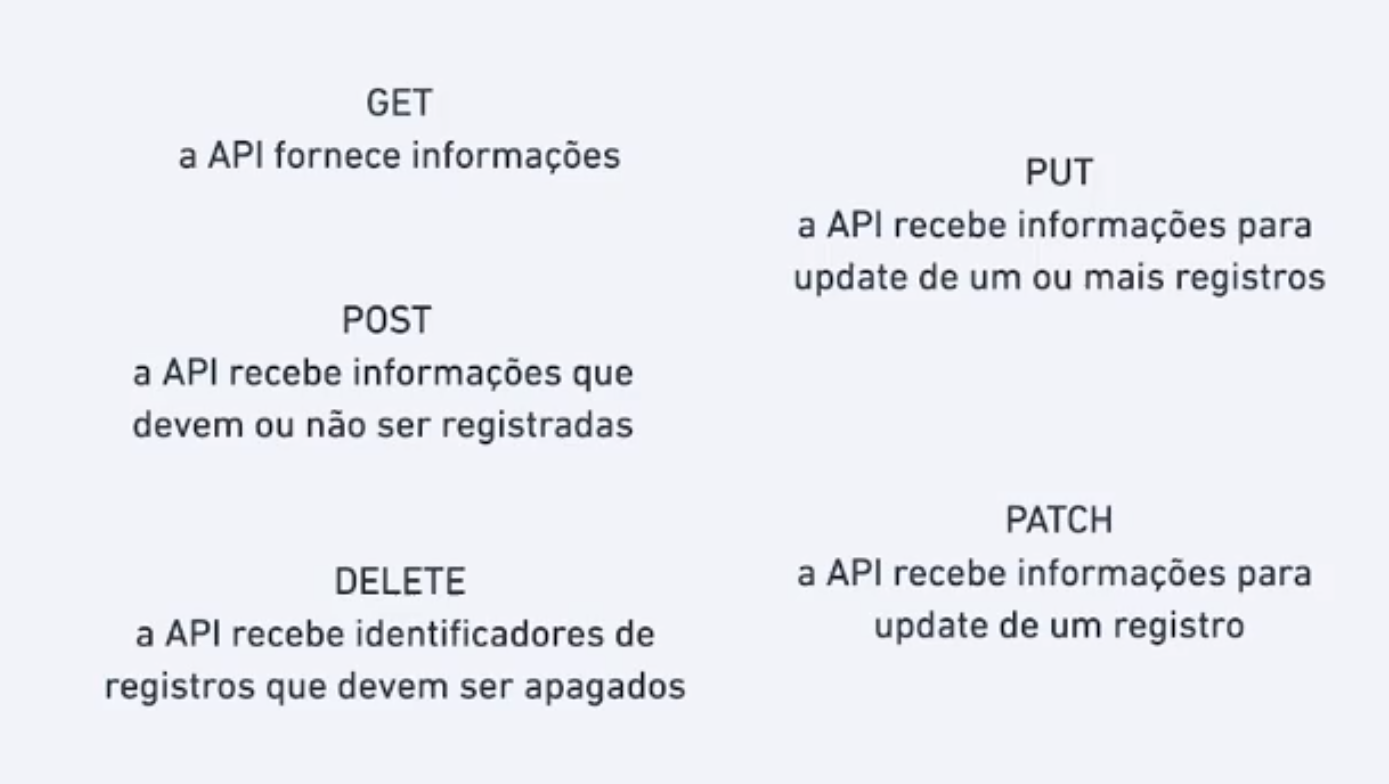 GET
a API fornece informações
POST
a API recebe informações que
devem ou não ser registradas
DELETE
a API recebe identificadores de
registros que devem ser apagados
PUT
a API recebe informações para
update de um ou mais registros
PATCH
a API recebe informações para
update de um registro